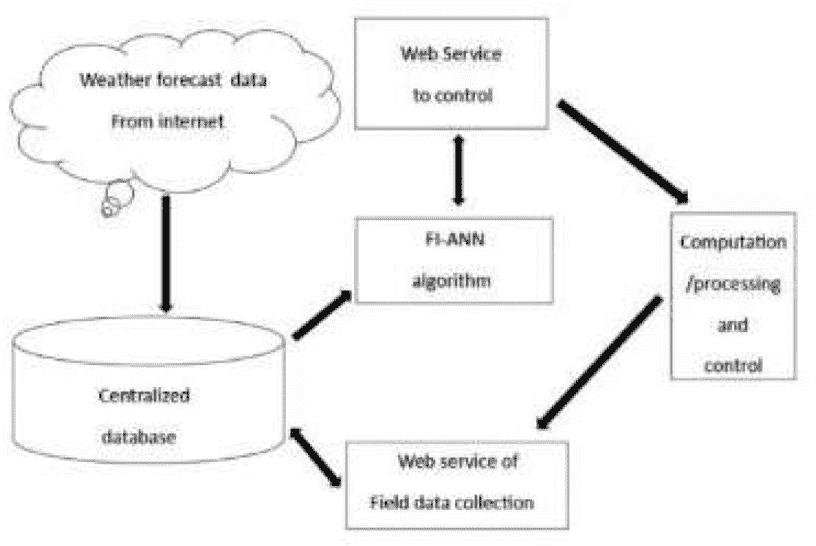 Weather forecast data
From internet
Web Service
to control
FI-ANN
algorithm
Computation
/processing
and
control
Centralized
database
Web service of
Field data collection